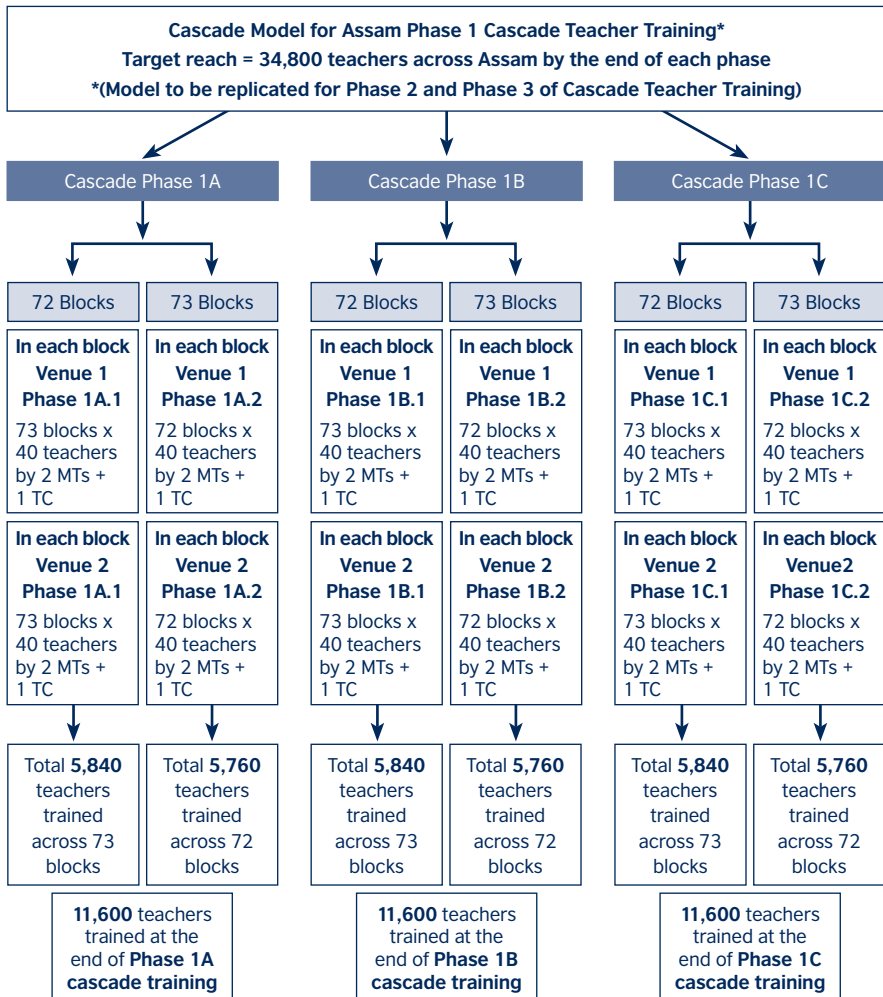 Cascade Model for Assam Phase 1 Cascade Teacher Training*
Target reach = 34,800 teachers across Assam by the end of each phase
*(Model to be replicated for Phase 2 and Phase 3 of Cascade Teacher Training)
Cascade Phase 1A
72 Blocks
73 Blocks
In each block
Venue 1
Phase 1A.1
73 blocks x
40 teachers
by 2 MTs +
1 TC
In each block
Venue 1
Phase 1A.2
72 blocks x
40 teachers
by 2 MTs +
1 TC
In each block
Venue 2
Phase 1A.1
73 blocks x
40 teachers
by 2 MTs +
1 TC
In each block
Venue 2
Phase 1A.2
72 blocks x
40 teachers
by 2 MTs +
1 TC
Total 5,840
teachers
trained
across 73
blocks
Total 5,760
teachers
trained
across 72
blocks
11,600 teachers
trained at the
end of Phase 1A
cascade training
Cascade Phase 1B
72 Blocks
73 Blocks
In each block
Venue 1
Phase 1B.1
73 blocks x
40 teachers
by 2 MTs +
1 TC
In each block
Venue 1
Phase 1B.2
72 blocks x
40 teachers
by 2 MTs +
1 TC
In each block
Venue 2
Phase 1B.1
73 blocks x
40 teachers
by 2 MTs +
1 TC
In each block
Venue 2
Phase 1B.2
72 blocks x
40 teachers
by 2 MTs +
1 TC
Total 5,840
teachers
trained
across 73
blocks
Total 5,760
teachers
trained
across 72
blocks
11,600 teachers
trained at the
end of Phase 1B
cascade training
Cascade Phase 1C
72 Blocks
73 Blocks
In each block
Venue 1
Phase 1C.1
73 blocks x
40 teachers
by 2 MTs +
1 TC
In each block
Venue 1
Phase 1C.2
72 blocks x
40 teachers
by 2 MTs +
1 TC
In each block
Venue 2
Phase 1C.1
73 blocks x
40 teachers
by 2 MTs +
1 TC
In each block
Venue2
Phase 1C.2
72 blocks x
40 teachers
by 2 MTs +
1 TC
Total 5,840
teachers
trained
across 73
blocks
Total 5,760
teachers
trained
across 72
blocks
11,600 teachers
trained at the
end of Phase 1C
cascade training